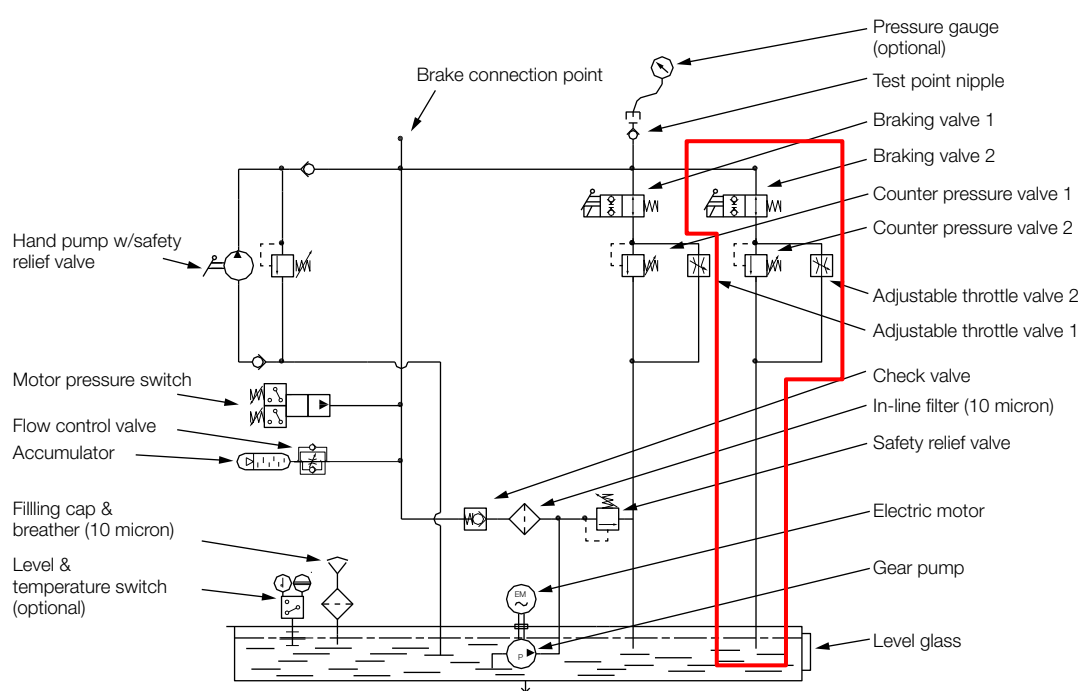 Pressure gauge
(optional)
Brake connection point
Test point nipple
Braking valve 1
Braking valve 2
Counter pressure valve 1
Counter pressure valve 2
Hand pump w/safety
relief valve
Adjustable throttle valve 2
Adjustable throttle valve 1
Motor pressure switch
Check valve
In-line filter (10 micron)
Flow control valve
Accumulator
Safety relief valve
Fillling cap &
breather (10 micron)
Electric motor
Level &
temperature switch
(optional)
Gear pump
EM
P
Level glass